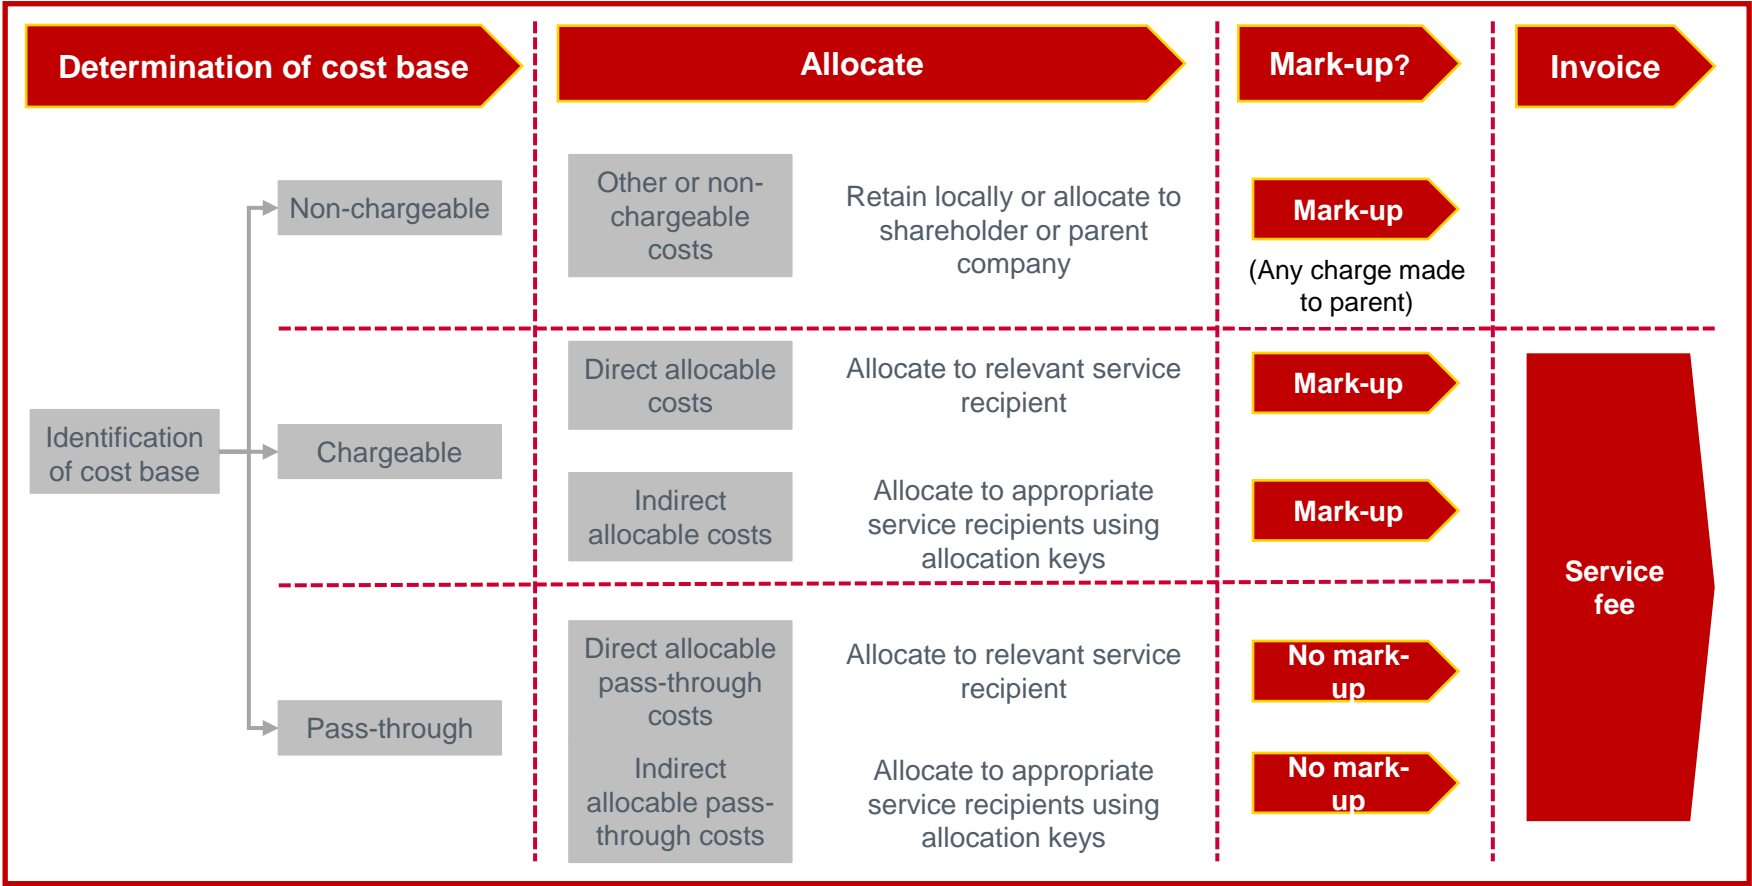 Determination of cost base
Allocate
Mark-up?
Invoice
Non-chargeable
Other or non-
chargeable
costs
Retain locally or allocate to
shareholder or parent
company
Mark-up
(Any charge made
to parent)
Identification
of cost base
Chargeable
Direct allocable
costs
Allocate to relevant service
recipient
Mark-up
Indirect
allocable costs
Allocate to appropriate
service recipients using
allocation keys
Mark-up
Service
fee
Pass-through
Direct allocable
pass-through
costs
Allocate to relevant service
recipient
No mark-
up
Indirect
allocable pass-
through costs
Allocate to appropriate
service recipients using
allocation keys
No mark-
up